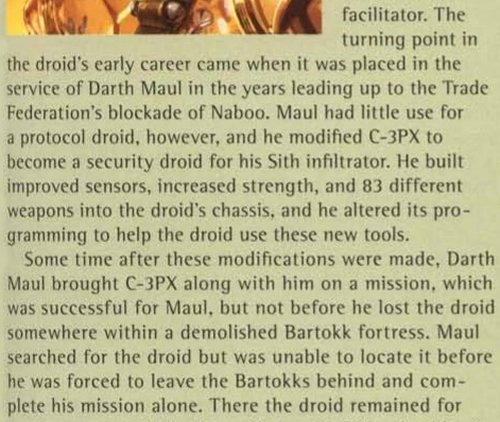 facilitator. The
turning point in
the droid's early career came when it was placed in the
service of Darth Maul in the years leading up to the Trade
Federation's blockade of Naboo. Maul had little use for
a protocol droid, however, and he modified C-3PX to
become a security droid for his Sith infiltrator. He built
improved sensors, increased strength, and 83 different
weapons into the droid's chassis, and he altered its pro-
gramming to help the droid use these new tools.
Some time after these modifications were made, Darth
Maul brought C-3PX along with him on a mission, which
was successful for Maul, but not before he lost the droid
somewhere within a demolished Bartokk fortress. Maul
searched for the droid but was unable to locate it before
he was forced to leave the Bartokks behind and com-
plete his mission alone. There the droid remained for